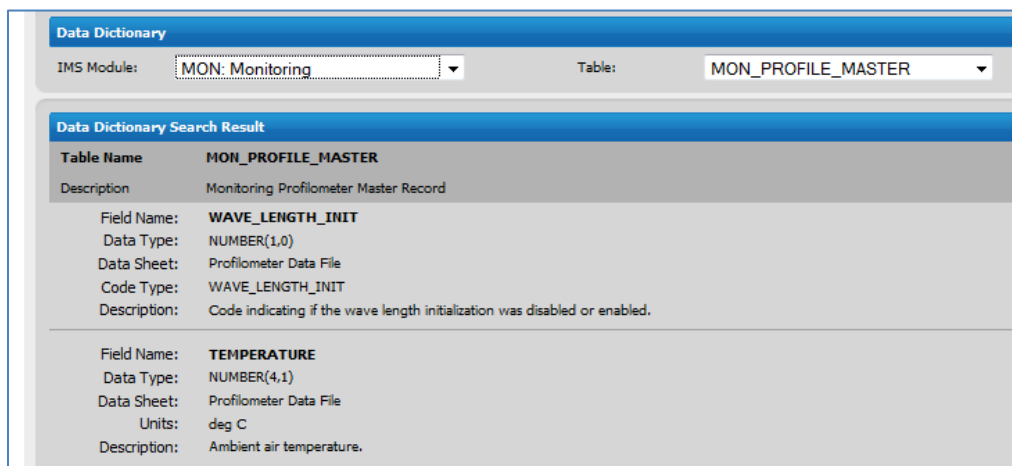 Data Dictionary
IMS Module: MON: Monitoring Table: MON_PROFILE_MASTER
Data Dictionary Search Result
Table Name MON_PROFILE_MASTER
Description Monitoring Profilometer Master Record
Field Name: WAVE_LENGTH_INIT
Data Type: NUMBER(1,0)
Data Sheet: Profilometer Data File
Code Type: WAVE_LENGTH_INIT
Description: Code indicating if the wave length initialization was disabled or enabled.
Field Name: TEMPERATURE
Data Type: NUMBER(4,1)
Data Sheet: Profilometer Data File
Units: deg C
Description: Ambient air temperature.